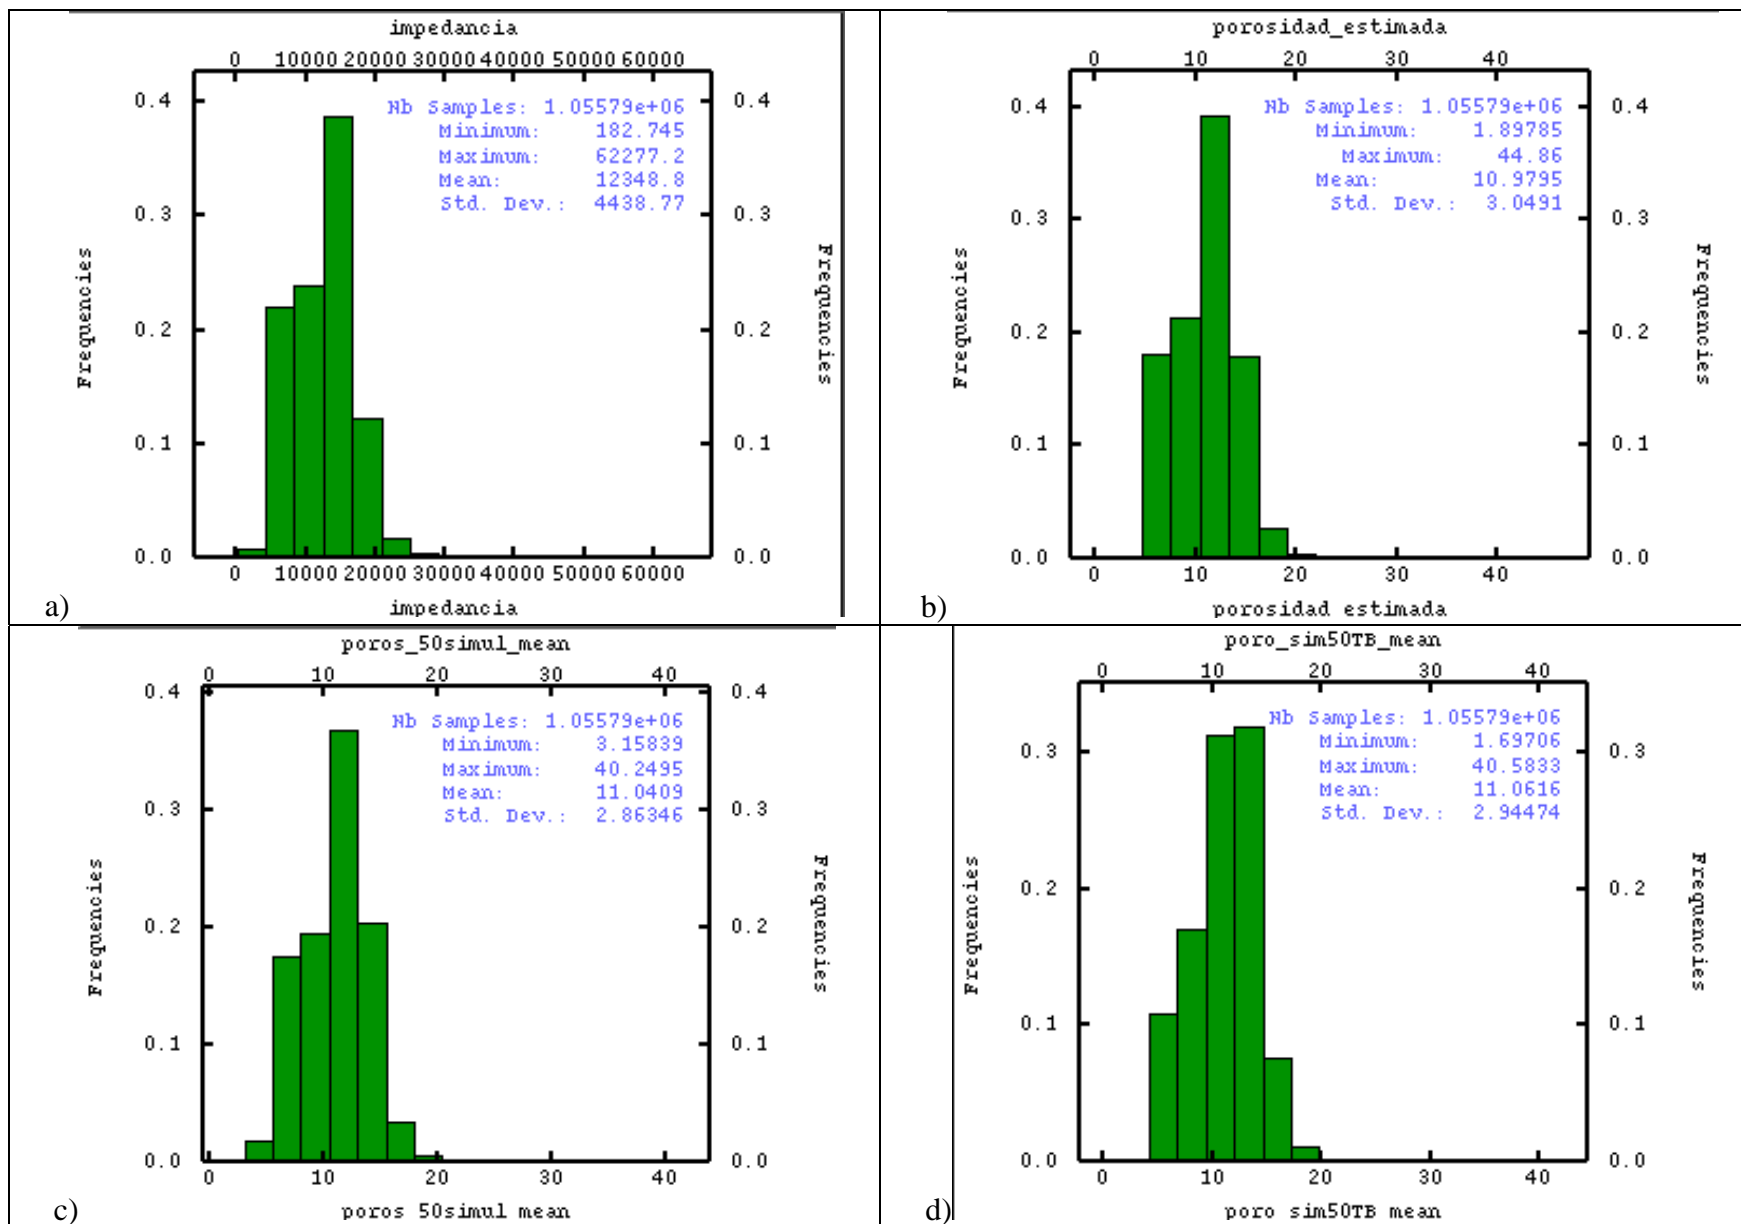 impedancia
0 10000 20000 30000 40000 50000 60000
0.4 0.4
Nb Samples: 1.05579e+06
Minimum: 182.745
Maximum: 62277.2
Mean: 12348.8
Std. Dev.: 4438.77
0.3 0.3
Frequencies
Frequencies
0.2 0.2
0.1 0.1
0.0 0.0
0 10000 20000 30000 40000 50000 60000
a)
impedancia
porosidad_estimada
0 10 20 30 40
0.4 0.4
Nb Samples: 1.05579e+06
Minimum: 1.89785
Maximum: 44.86
Mean: 10.9795
Std. Dev.: 3.0491
0.3 0.3
Frequencies
Frequencies
0.2 0.2
0.1 0.1
0.0 0.0
0 10 20 30 40
b)
porosidad estimada
poros_50simul_mean
0 10 20 30 40
0.4 0.4
Nb Samples: 1.05579e+06
Minimum: 3.15839
Maximum: 40.2495
Mean: 11.0409
Std. Dev.: 2.86346
0.3 0.3
Frequencies
Frequencies
0.2 0.2
0.1 0.1
0.0 0.0
0 10 20 30 40
c)
poros 50simul mean
poro_sim50TB_mean
0 10 20 30 40
Nb Samples: 1.05579e+06
Minimum: 1.69706
0.3 0.3
Maximum: 40.5833
Mean: 11.0616
Std. Dev.: 2.94474
Frequencies
Frequencies
0.2 0.2
0.1 0.1
0.0 0.0
0 10 20 30 40
d)
poro sim50TB mean